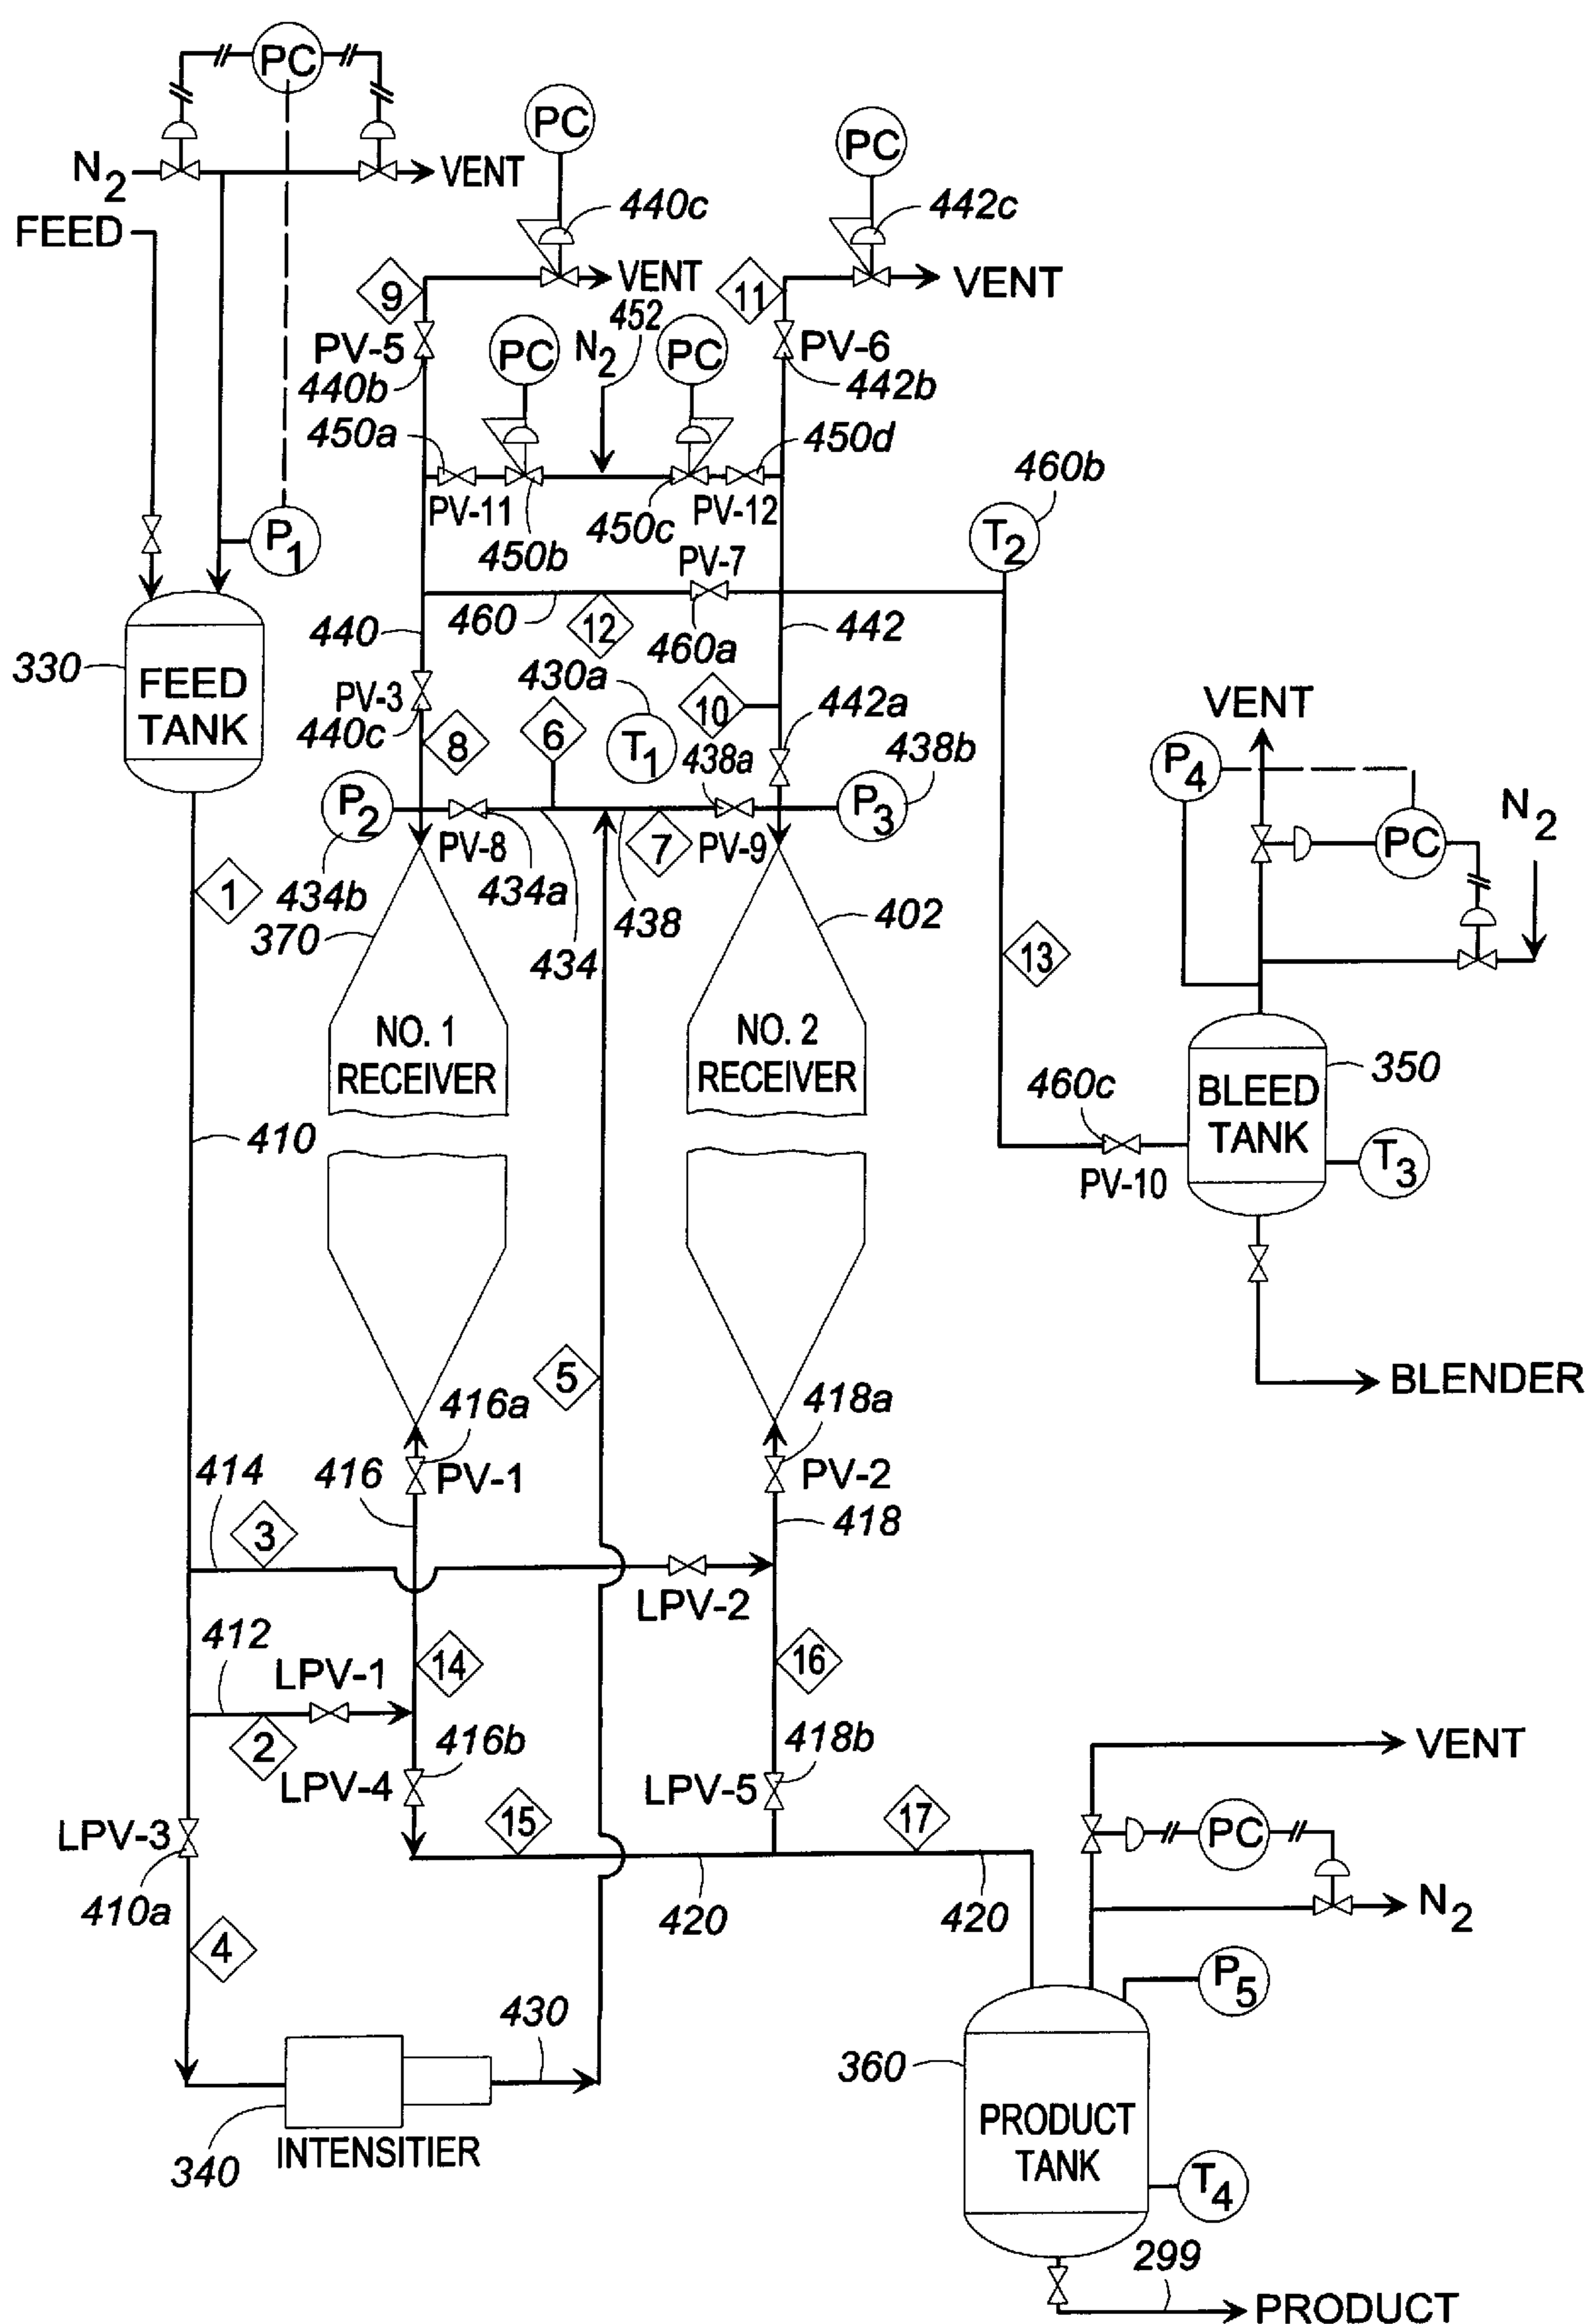 PC
N2
VENT
FEED
PC
PC
440c
442c
9
VENT
11
VENT
452
PV-5
PC
N2
PC
PV-6
440b
442b
450a
450d
460b
PV-11
450c
PV-12
P1
450b
T2
PV-7
460
12
460a
440
442
330
FEED
TANK
430a
PV-3
440c
8
6
T1
10
442a
438a
438b
VENT
P4
P2
P3
N2
PV-8
7
PV-9
PC
1
434b
434a
370
434
438
402
13
NO. 1
RECEIVER
NO. 2
RECEIVER
460c
BLEED
TANK
350
410
PV-10
T3
5
BLENDER
416a
418a
414
416
PV-1
PV-2
3
418
LPV-2
412
LPV-1
14
16
2
416b
418b
VENT
LPV-4
LPV-5
LPV-3
15
17
PC
410a
420
420
N2
4
P5
430
360
PRODUCT
TANK
340
INTENSITIER
T4
299
PRODUCT